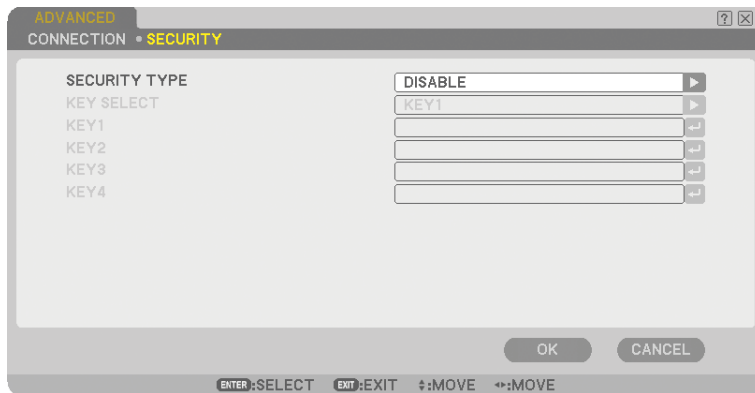 ADVANCED
CONNECTION • SECURITY
SECURITY TYPE DISABLE
KEY SELECT KEY1
KEY1
KEY2
KEY3
KEY4
OK CANCEL
ENTER:SELECT EXIT:EXIT :MOVE :MOVE